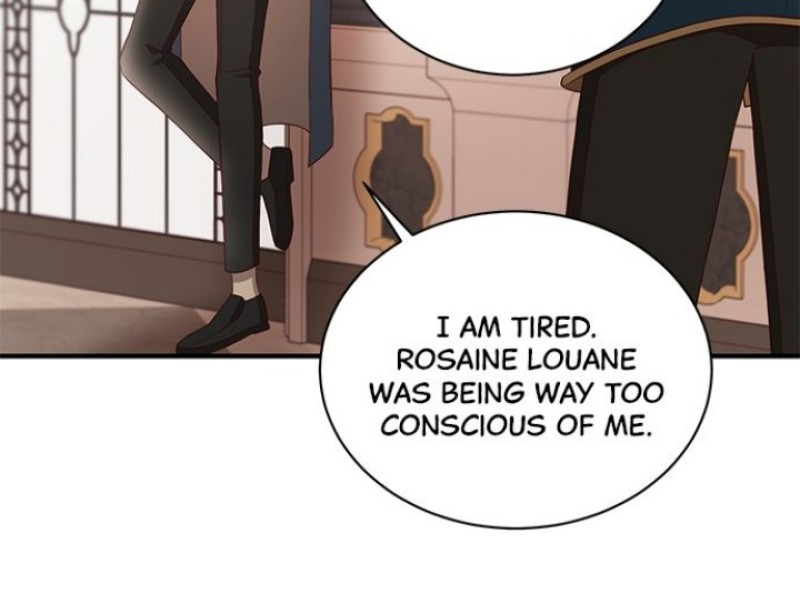 I AM TIRED.
ROSAINE LOUANE
WAS BEING WAY TOO
CONSCIOUS OF ME.